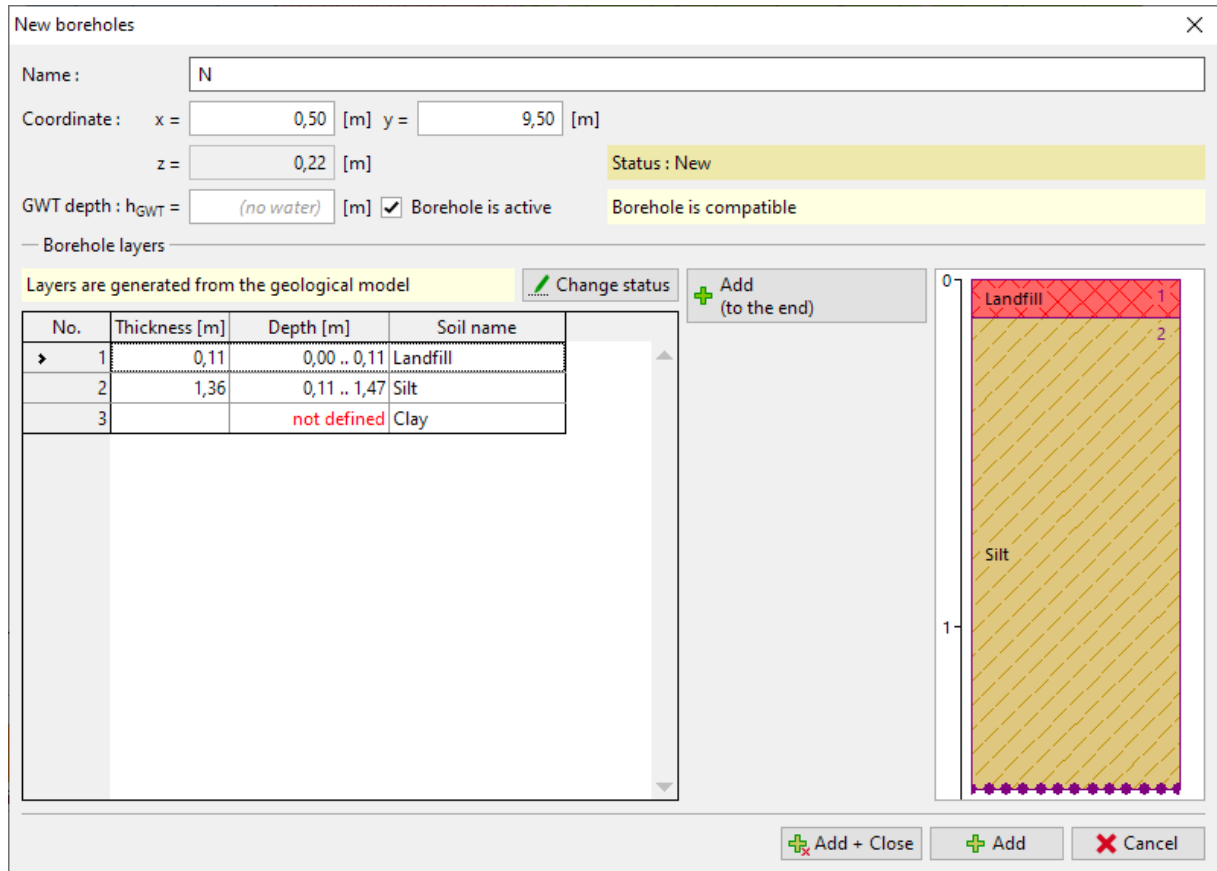 New boreholes
Name : N
Coordinate : x = 0,50 [m] y = 9,50 [m]
z = 0,22 [m] Status : New
GWT depth : hGWT = (no water) [m] Borehole is active Borehole is compatible
Borehole layers
Layers are generated from the geological model Change status Add
(to the end)
No. Thickness [m] Depth [m] Soil name
1 0,11 0,00 .. 0,11 Landfill
2 1,36 0,11 .. 1,47 Silt
3 not defined Clay
0
Landfill 1
2
Silt
1
Add + Close Add Cancel